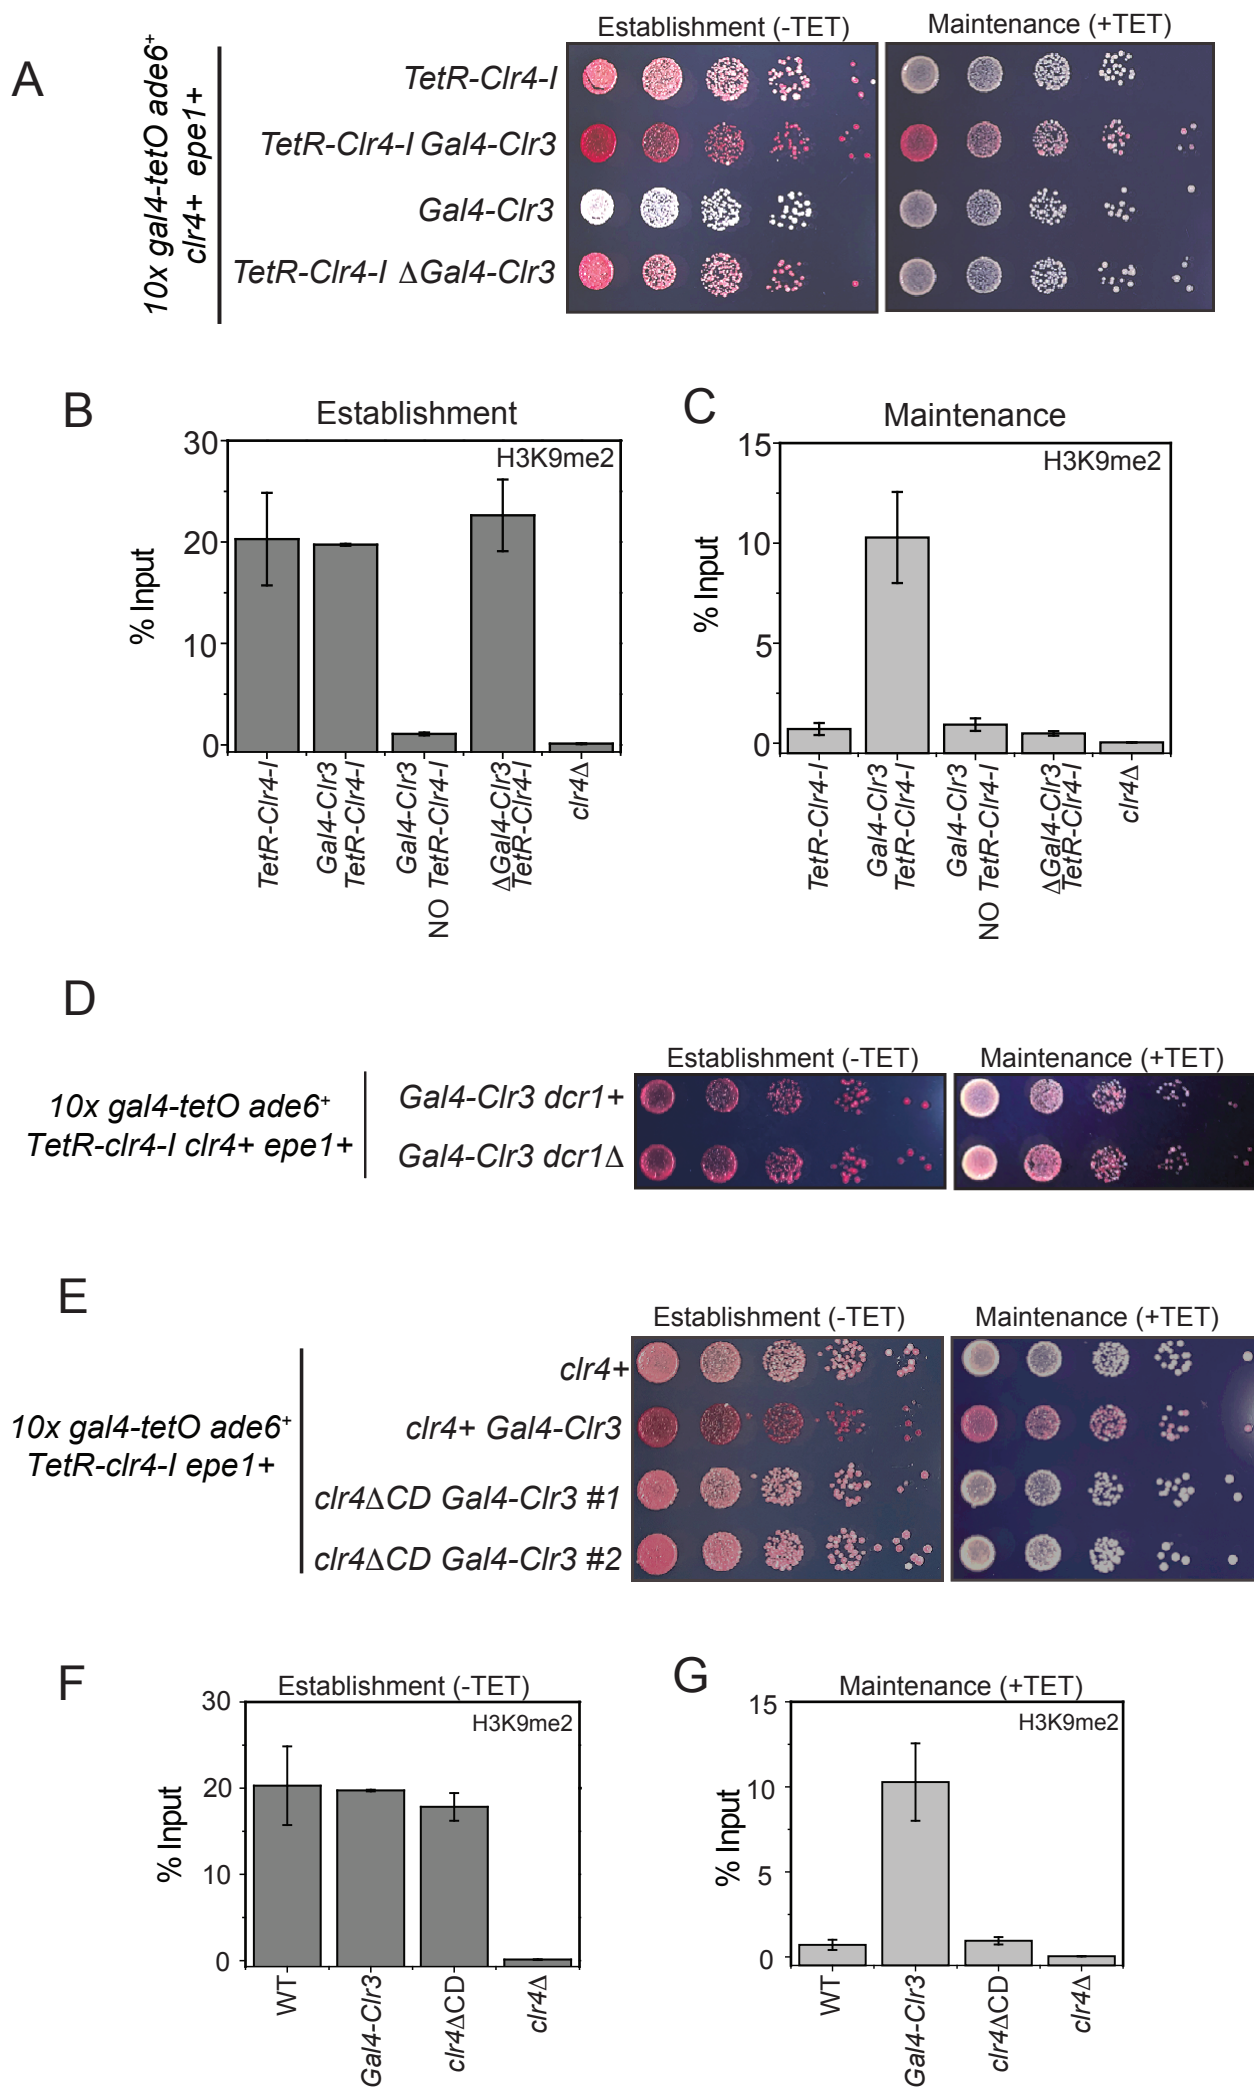 A
10x gal4-tetO ade6+
clr4+ epe1+
Establishment (-TET)
Maintenance (+TET)
TetR-Clr4-I
TetR-Clr4-I Gal4-Clr3
Gal4-Clr3
TetR-Clr4-I ΔGal4-Clr3
B
Establishment
H3K9me2
% Input
30
20
10
0
TetR-Clr4-I
Gal4-Clr3
TetR-Clr4-I
Gal4-Clr3
NO TetR-Clr4-I
ΔGal4-Clr3
TetR-Clr4-I
clr4Δ
C
Maintenance
H3K9me2
% Input
15
10
5
0
TetR-Clr4-I
Gal4-Clr3
TetR-Clr4-I
Gal4-Clr3
NO TetR-Clr4-I
ΔGal4-Clr3
TetR-Clr4-I
clr4Δ
D
Establishment (-TET)
Maintenance (+TET)
10x gal4-tetO ade6+
TetR-clr4-I clr4+ epe1+
Gal4-Clr3 dcr1+
Gal4-Clr3 dcr1Δ
E
Establishment (-TET)
Maintenance (+TET)
10x gal4-tetO ade6+
TetR-clr4-I epe1+
clr4+
clr4+ Gal4-Clr3
clr4ΔCD Gal4-Clr3 #1
clr4ΔCD Gal4-Clr3 #2
F
Establishment (-TET)
H3K9me2
% Input
30
20
10
0
WT
Gal4-Clr3
clr4ΔCD
clr4Δ
G
Maintenance (+TET)
H3K9me2
% Input
15
10
5
0
WT
Gal4-Clr3
clr4ΔCD
clr4Δ